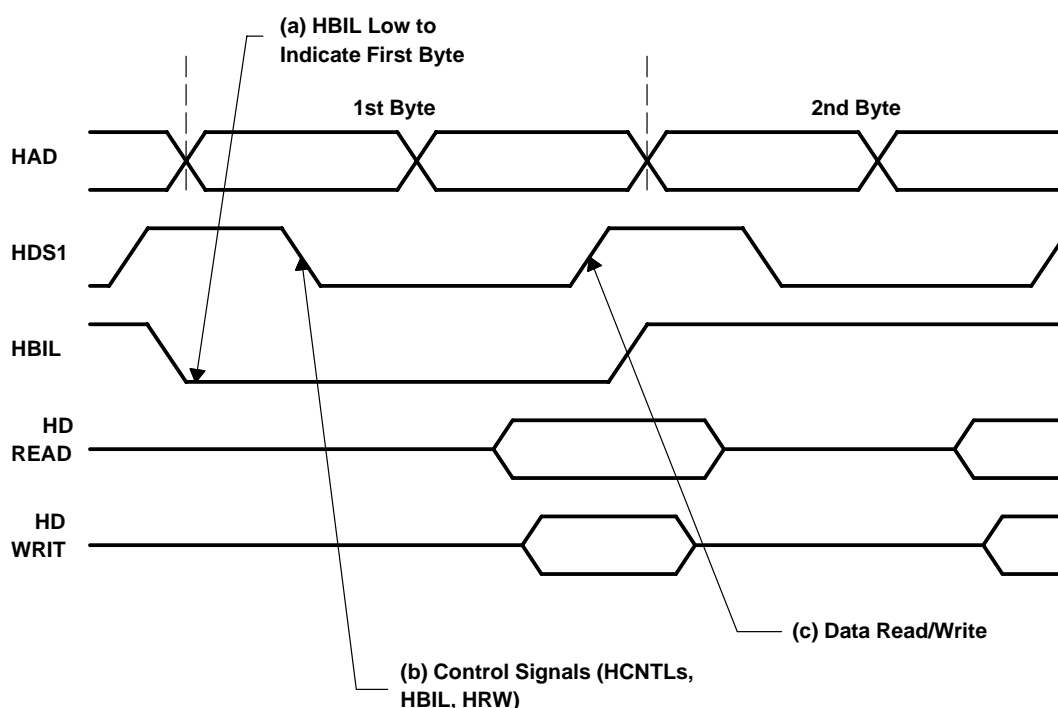 (a) HBIL Low to
Indicate First Byte
1st Byte
2nd Byte
HAD
HDS1
HBIL
HD
READ
HD
WRIT
(c) Data Read/Write
(b) Control Signals (HCNTLs,
HBIL, HRW)